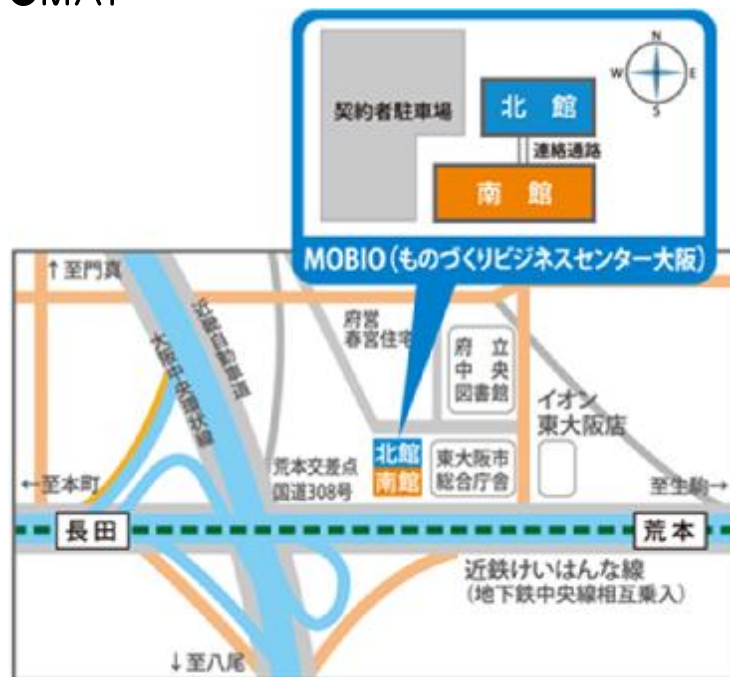 N
W
E
S
契約者駐車場
北館
連絡通路
南館
MOBIO(ものづくりビジネスセンター大阪)
↑至門真
近畿自動車道
大阪中央環状線
府営
春宮住宅
府立
中央
図書館
イオン
東大阪店
荒本交差点
国道308号
北館
南館
東大阪市
総合庁舎
←至本町
至生駒→
長田
荒本
近鉄けいはんな線
(地下鉄中央線相互乗入)
↓至八尾